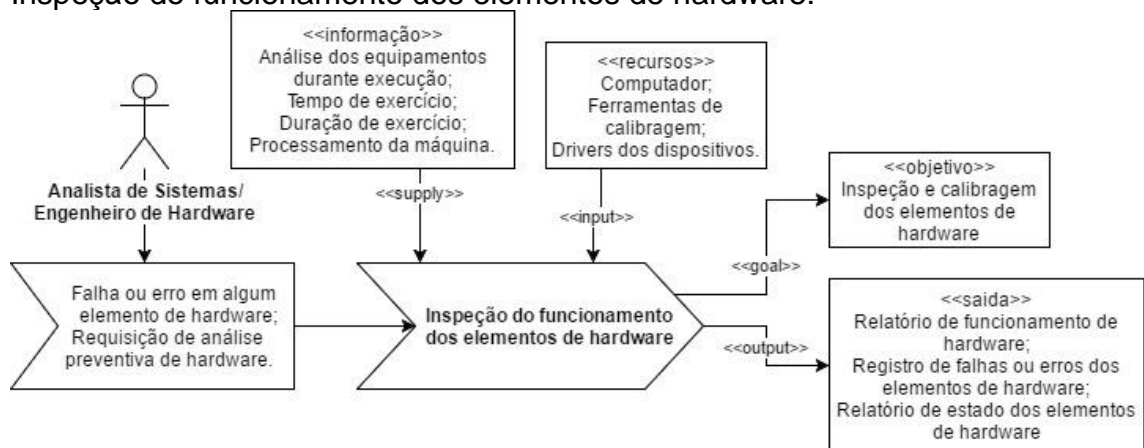 Inspeção do funcionamento dos elementos de hardware.
<<informação>>
Análise dos equipamentos
durante execução;
Tempo de exercício;
Duração de exercício;
Processamento da máquina.
<<recursos>>
Computador;
Ferramentas de
calibragem;
Drivers dos dispositivos.
<<objetivo>>
Inspeção e calibragem
dos elementos de
hardware
Analista de Sistemas/
Engenheiro de Hardware
<<supply>>
<<input>>
<<goal>>
Falha ou erro em algum
elemento de hardware;
Requisição de análise
preventiva de hardware.
Inspeção do funcionamento
dos elementos de hardware
<<output>>
<<saida>>
Relatório de funcionamento de
hardware;
Registro de falhas ou erros dos
elementos de hardware;
Relatório de estado dos elementos
de hardware